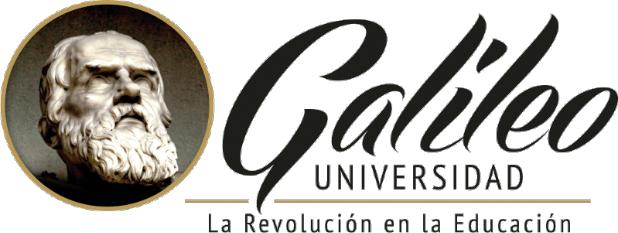 Galileo
UNIVERSIDAD
La Revolución en la Educación